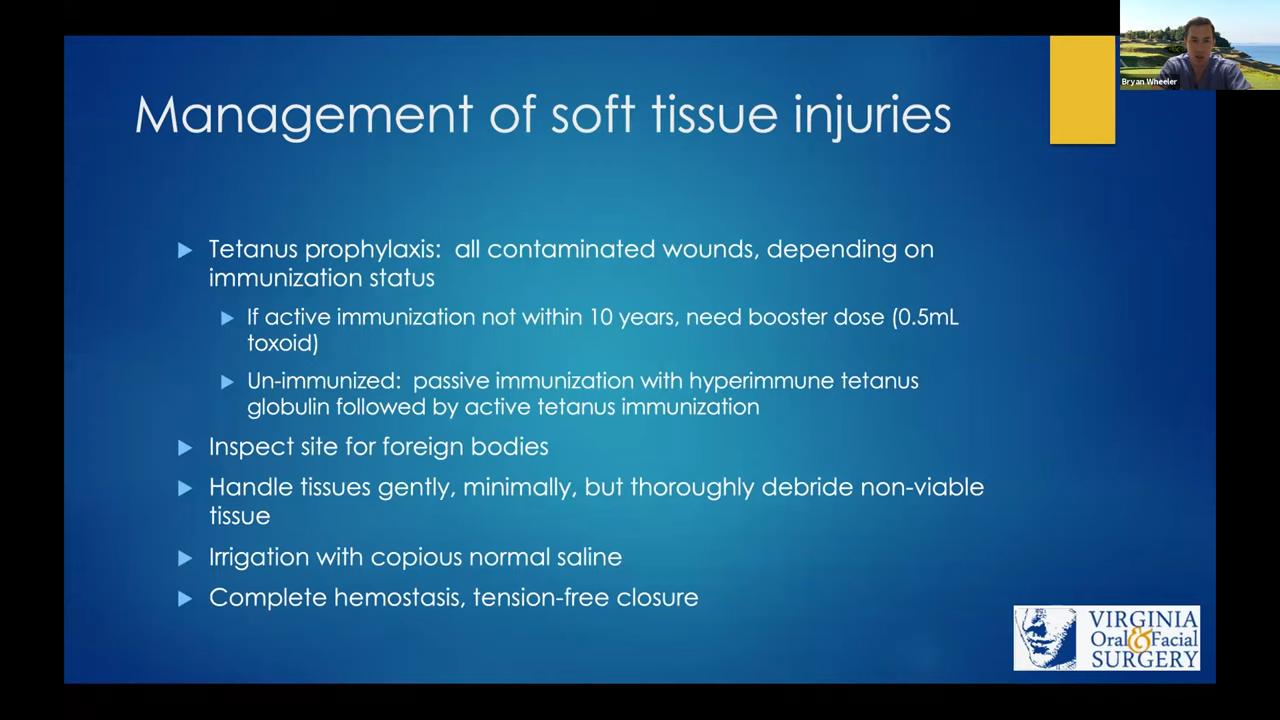 Bryan Wheeler
Management of soft tissue injuries
Tetanus prophylaxis:  all contaminated wounds, depending on
immunization status
If active immunization not within 10 years, need booster dose (0.5mL
toxoid)
Un-immunized:  passive immunization with hyperimmune tetanus
globulin followed by active tetanus immunization
Inspect site for foreign bodies
Handle tissues gently, minimally, but thoroughly debride non-viable
tissue
Irrigation with copious normal saline
Complete hemostasis, tension-free closure
VIRGINIA
Oral & Facial
SURGERY